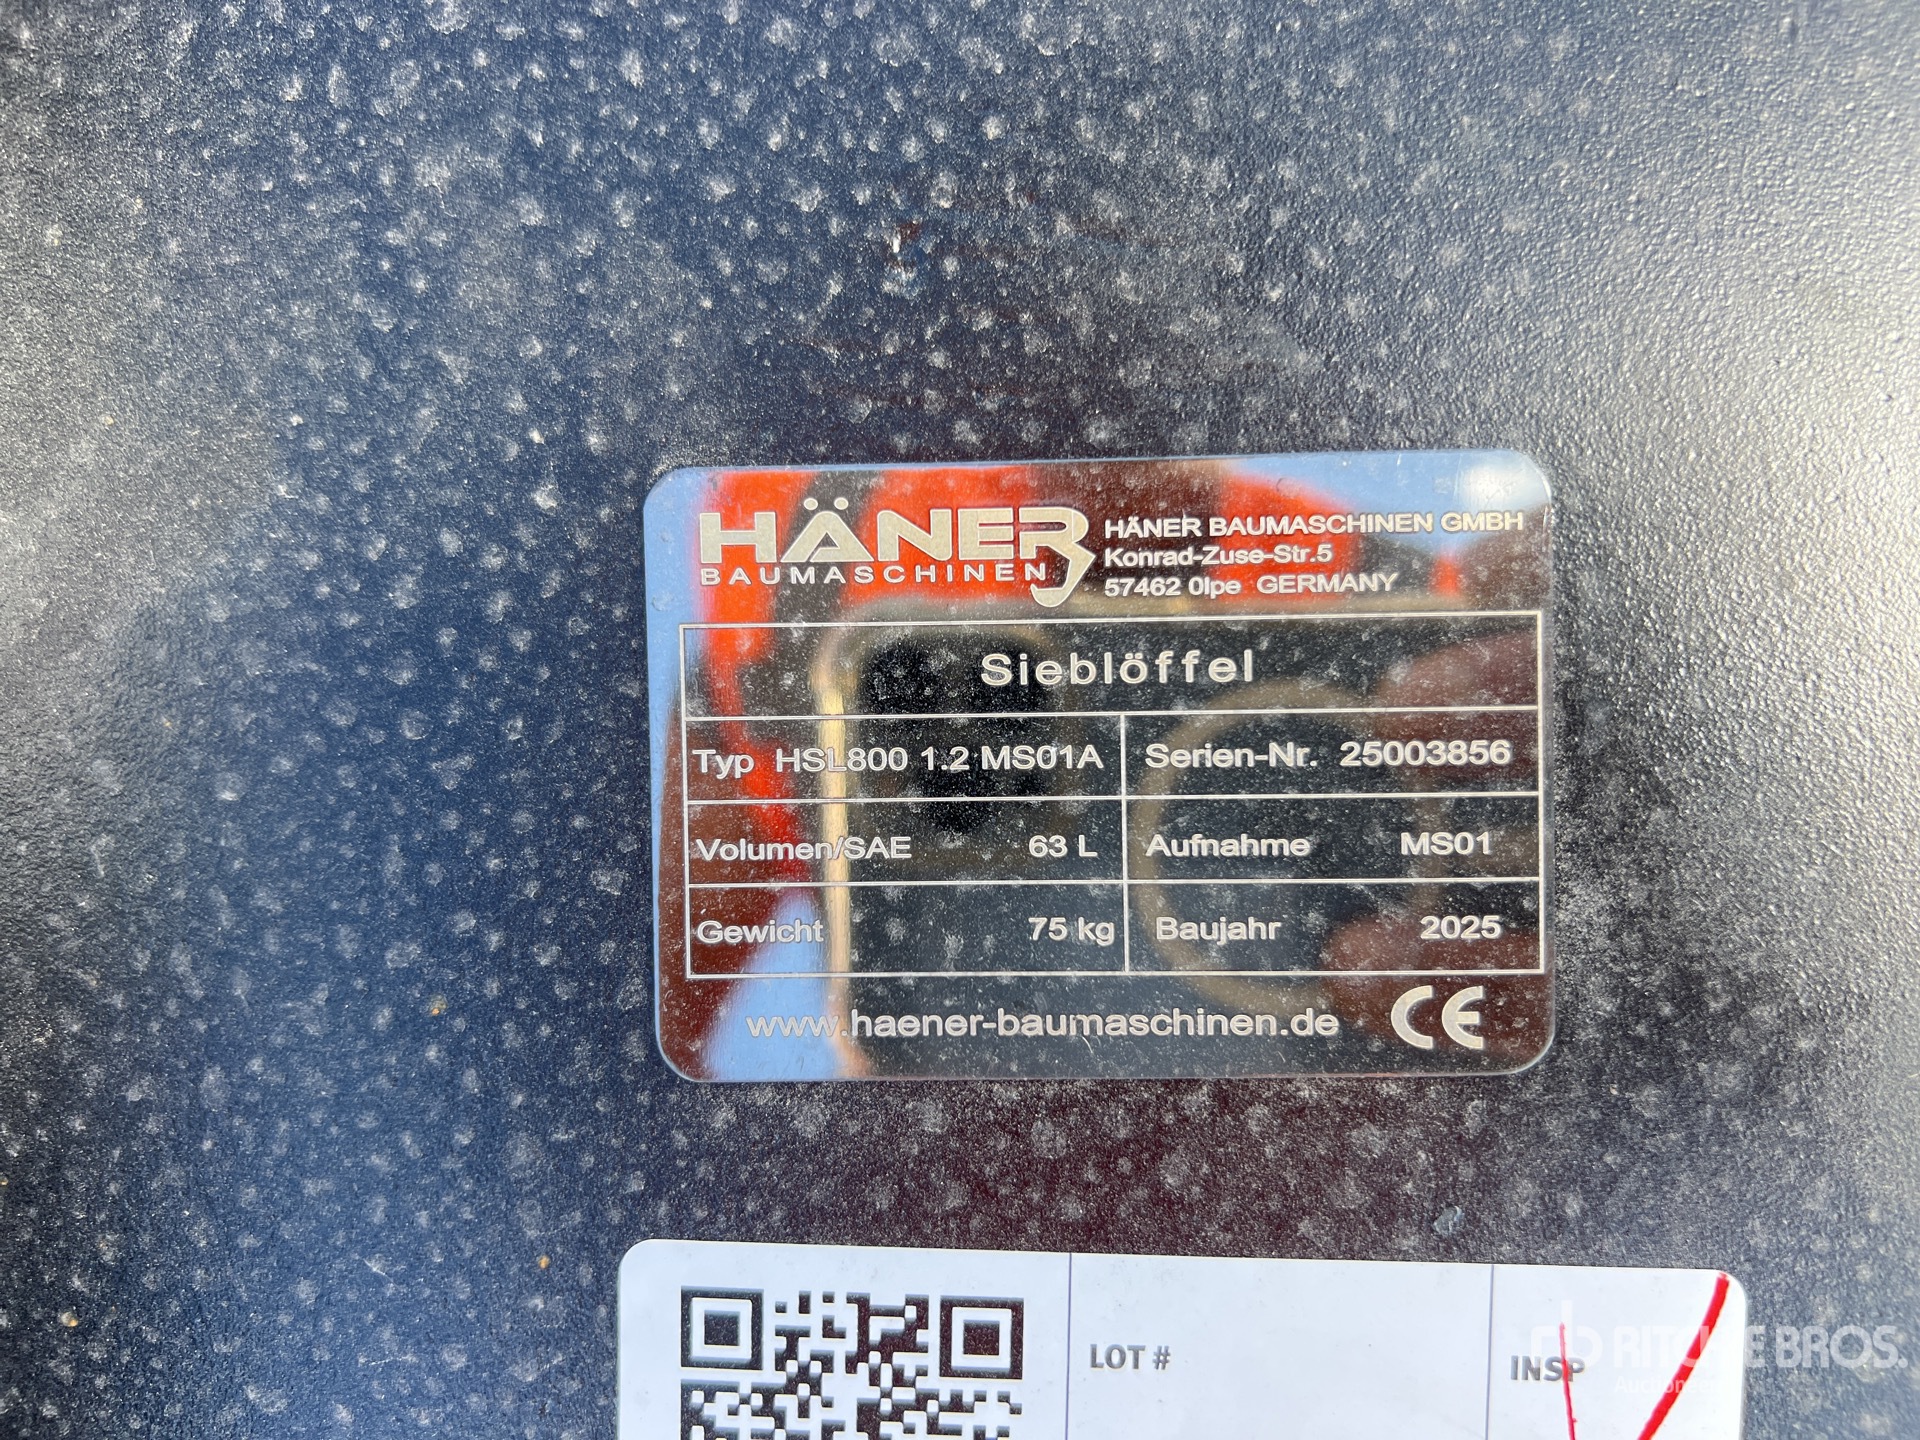 HÄNER
BAUMASCHINEN
HÄNER BAUMASCHINEN GMBH
Konrad-Zuse-Str.5
57462 Olpe GERMANY
Sieblöffel
Typ HSL800 1.2 MS01A
Serien-Nr. 25003856
Volumen/SAE 63 L
Aufnahme MS01
Gewicht 75 kg
Baujahr 2025
www.haener-baumaschinen.de
CE
LOT #
INSP
rb RITCHIE BROS.
Auctioneers